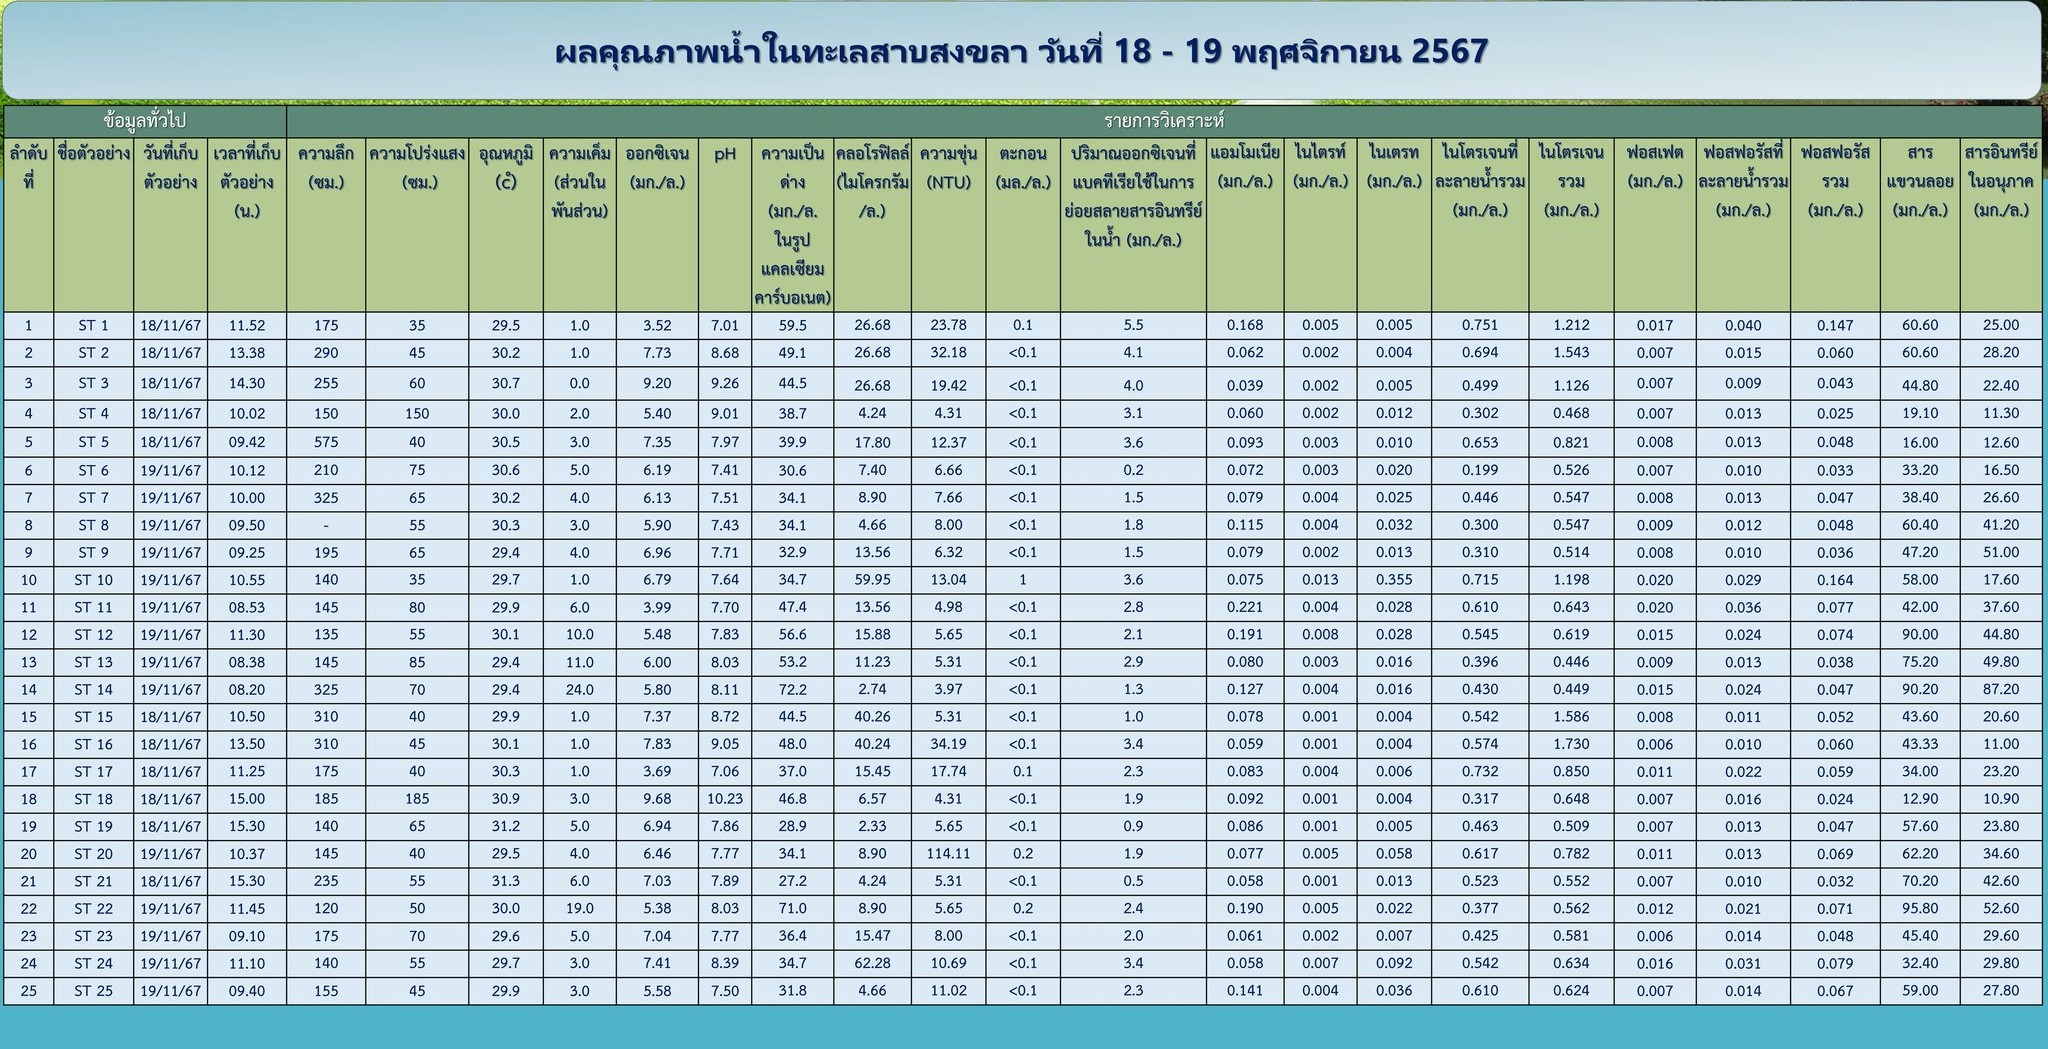 ผลคุณภาพน้ำในทะเลสาบสงขลา วันที่ 18 - 19 พฤศจิกายน 2567
ข้อมูลทั่วไป รายการวิเคราะห์
ลำดับที่ ชื่อตัวอย่าง วันที่เก็บตัวอย่าง เวลาที่เก็บตัวอย่าง (น.) ความลึก (ซม.) ความโปร่งแสง (ซม.) อุณหภูมิ (C ํ) ความเค็ม (ส่วนในพันส่วน) ออกซิเจน (มก./ล.) pH ความเป็นด่าง (มก./ล. ในรูปแคลเซียมคาร์บอเนต) คลอโรฟิลล์ (ไมโครกรัม/ล.) ความขุ่น (NTU) ตะกอน (มล./ล.) ปริมาณออกซิเจนที่แบคทีเรียใช้ในการย่อยสลายสารอินทรีย์ในน้ำ (มก./ล.) แอมโมเนีย (มก./ล.) ไนไตรท์ (มก./ล.) ไนเตรท (มก./ล.) ไนโตรเจนที่ละลายน้ำรวม (มก./ล.) ไนโตรเจนรวม (มก./ล.) ฟอสเฟต (มก./ล.) ฟอสฟอรัสที่ละลายน้ำรวม (มก./ล.) ฟอสฟอรัสรวม (มก./ล.) สารแขวนลอย (มก./ล.) สารอินทรีย์ในอนุภาค (มก./ล.)
1 ST 1 18/11/67 11.52 175 35 29.5 1.0 3.52 7.01 59.5 26.68 23.78 0.1 5.5 0.168 0.005 0.005 0.751 1.212 0.017 0.040 0.147 60.60 25.00
2 ST 2 18/11/67 13.38 290 45 30.2 1.0 7.73 8.68 49.1 26.68 32.18 <0.1 4.1 0.062 0.002 0.004 0.694 1.543 0.007 0.015 0.060 60.60 28.20
3 ST 3 18/11/67 14.30 255 60 30.7 0.0 9.20 9.26 44.5 26.68 19.42 <0.1 4.0 0.039 0.002 0.005 0.499 1.126 0.007 0.009 0.043 44.80 22.40
4 ST 4 18/11/67 10.02 150 150 30.0 2.0 5.40 9.01 38.7 4.24 4.31 <0.1 3.1 0.060 0.002 0.012 0.302 0.468 0.007 0.013 0.025 19.10 11.30
5 ST 5 18/11/67 09.42 575 40 30.5 3.0 7.35 7.97 39.9 17.80 12.37 <0.1 3.6 0.093 0.003 0.010 0.653 0.821 0.008 0.013 0.048 16.00 12.60
6 ST 6 19/11/67 10.12 210 75 30.6 5.0 6.19 7.41 30.6 7.40 6.66 <0.1 0.2 0.072 0.003 0.020 0.199 0.526 0.007 0.010 0.033 33.20 16.50
7 ST 7 19/11/67 10.00 325 65 30.2 4.0 6.13 7.51 34.1 8.90 7.66 <0.1 1.5 0.079 0.004 0.025 0.446 0.547 0.008 0.013 0.047 38.40 26.60
8 ST 8 19/11/67 09.50 - 55 30.3 3.0 5.90 7.43 34.1 4.66 8.00 <0.1 1.8 0.115 0.004 0.032 0.300 0.547 0.009 0.012 0.048 60.40 41.20
9 ST 9 19/11/67 09.25 195 65 29.4 4.0 6.96 7.71 32.9 13.56 6.32 <0.1 1.5 0.079 0.002 0.013 0.310 0.514 0.008 0.010 0.036 47.20 51.00
10 ST 10 19/11/67 10.55 140 35 29.7 1.0 6.79 7.64 34.7 59.95 13.04 1 3.6 0.075 0.013 0.355 0.715 1.198 0.020 0.029 0.164 58.00 17.60
11 ST 11 19/11/67 08.53 145 80 29.9 6.0 3.99 7.70 47.4 13.56 4.98 <0.1 2.8 0.221 0.004 0.028 0.610 0.643 0.020 0.036 0.077 42.00 37.60
12 ST 12 19/11/67 11.30 135 55 30.1 10.0 5.48 7.83 56.6 15.88 5.65 <0.1 2.1 0.191 0.008 0.028 0.545 0.619 0.015 0.024 0.074 90.00 44.80
13 ST 13 19/11/67 08.38 145 85 29.4 11.0 6.00 8.03 53.2 11.23 5.31 <0.1 2.9 0.080 0.003 0.016 0.396 0.446 0.009 0.013 0.038 75.20 49.80
14 ST 14 19/11/67 08.20 325 70 29.4 24.0 5.80 8.11 72.2 2.74 3.97 <0.1 1.3 0.127 0.004 0.016 0.430 0.449 0.015 0.024 0.047 90.20 87.20
15 ST 15 18/11/67 10.50 310 40 29.9 1.0 7.37 8.72 44.5 40.26 5.31 <0.1 1.0 0.078 0.001 0.004 0.542 1.586 0.008 0.011 0.052 43.60 20.60
16 ST 16 18/11/67 13.50 310 45 30.1 1.0 7.83 9.05 48.0 40.24 34.19 <0.1 3.4 0.059 0.001 0.004 0.574 1.730 0.006 0.010 0.060 43.33 11.00
17 ST 17 18/11/67 11.25 175 40 30.3 1.0 3.69 7.06 37.0 15.45 17.74 0.1 2.3 0.083 0.004 0.006 0.732 0.850 0.011 0.022 0.059 34.00 23.20
18 ST 18 18/11/67 15.00 185 185 30.9 3.0 9.68 10.23 46.8 6.57 4.31 <0.1 1.9 0.092 0.001 0.004 0.317 0.648 0.007 0.016 0.024 12.90 10.90
19 ST 19 18/11/67 15.30 140 65 31.2 5.0 6.94 7.86 28.9 2.33 5.65 <0.1 0.9 0.086 0.001 0.005 0.463 0.509 0.007 0.013 0.047 57.60 23.80
20 ST 20 19/11/67 10.37 145 40 29.5 4.0 6.46 7.77 34.1 8.90 114.11 0.2 1.9 0.077 0.005 0.058 0.617 0.782 0.011 0.013 0.069 62.20 34.60
21 ST 21 18/11/67 15.30 235 55 31.3 6.0 7.03 7.89 27.2 4.24 5.31 <0.1 0.5 0.058 0.001 0.013 0.523 0.552 0.007 0.010 0.032 70.20 42.60
22 ST 22 19/11/67 11.45 120 50 30.0 19.0 5.38 8.03 71.0 8.90 5.65 0.2 2.4 0.190 0.005 0.022 0.377 0.562 0.012 0.021 0.071 95.80 52.60
23 ST 23 19/11/67 09.10 175 70 29.6 5.0 7.04 7.77 36.4 15.47 8.00 <0.1 2.0 0.061 0.002 0.007 0.425 0.581 0.006 0.014 0.048 45.40 29.60
24 ST 24 19/11/67 11.10 140 55 29.7 3.0 7.41 8.39 34.7 62.28 10.69 <0.1 3.4 0.058 0.007 0.092 0.542 0.634 0.016 0.031 0.079 32.40 29.80
25 ST 25 19/11/67 09.40 155 45 29.9 3.0 5.58 7.50 31.8 4.66 11.02 <0.1 2.3 0.141 0.004 0.036 0.610 0.624 0.007 0.014 0.067 59.00 27.80